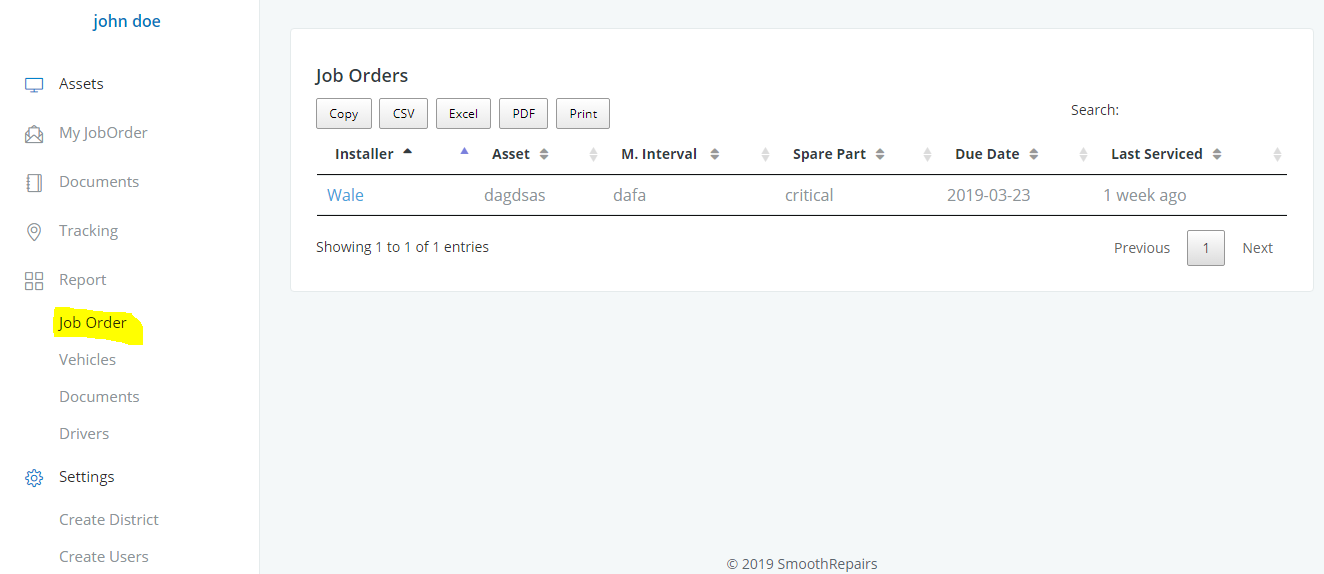 john doe
Assets
My JobOrder
Documents
Tracking
Report
Job Order
Vehicles
Documents
Drivers
Settings
Create District
Create Users
Job Orders
Copy CSV Excel PDF Print
Search:
Installer Asset M. Interval Spare Part Due Date Last Serviced
Wale dagdsas dafa critical 2019-03-23 1 week ago
Showing 1 to 1 of 1 entries
Previous 1 Next
© 2019 SmoothRepairs